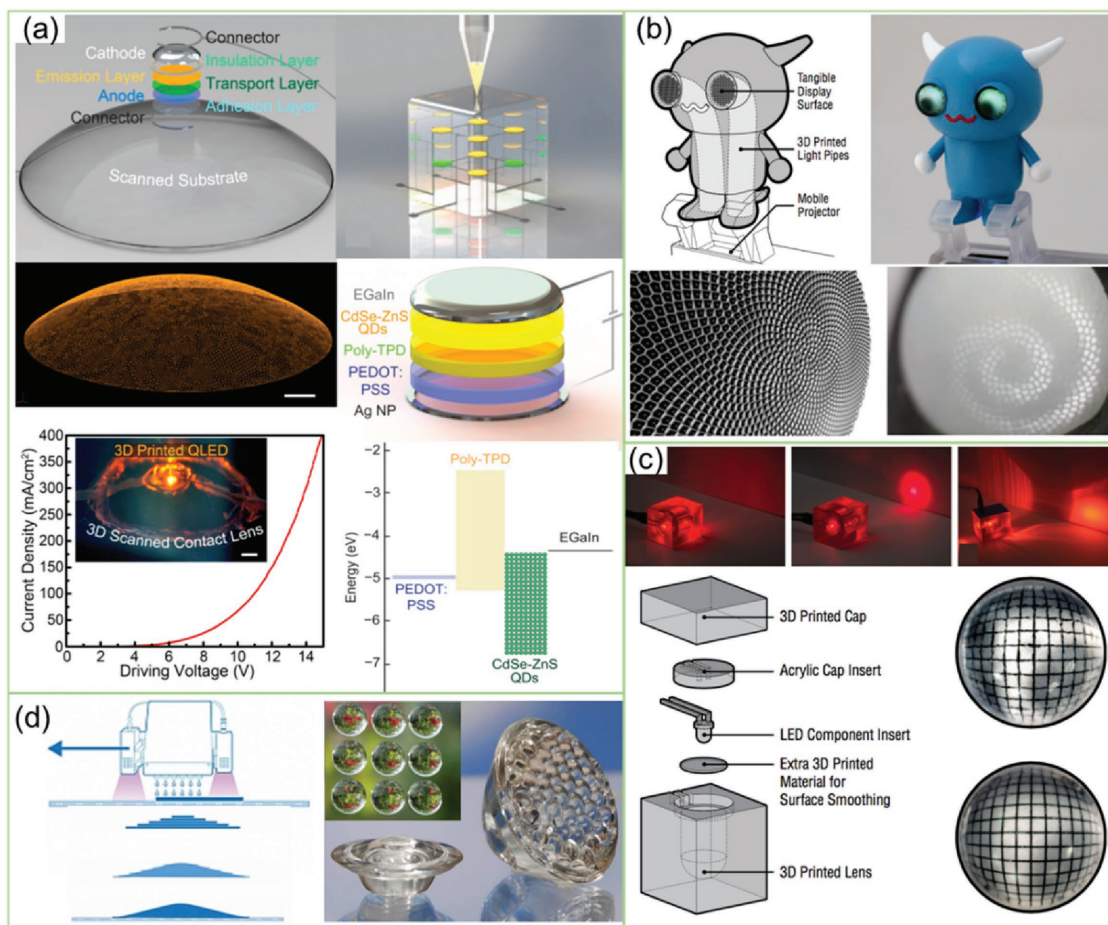 (a)
Connector
Cathode
Insulation Layer
Emission Layer
Transport Layer
Anode
Adhesion Layer
Connector
Scanned Substrate
EGaIn
CdSe-ZnS
QDs
Poly-TPD
PEDOT:
PSS
Ag NP
400
350
300
250
200
150
100
50
0
Current Density (mA/cm²)
3D Printed QLED
3D Scanned Contact Lens
0 2 4 6 8 10 12 14
Driving Voltage (V)
−2
−3
−4
−5
−6
−7
Energy (eV)
Poly-TPD
EGaIn
PEDOT:
PSS
CdSe-ZnS
QDs
(b)
Tangible
Display
Surface
3D Printed
Light Pipes
Mobile
Projector
(c)
3D Printed Cap
Acrylic Cap Insert
LED Component Insert
Extra 3D Printed
Material for
Surface Smoothing
3D Printed Lens
(d)